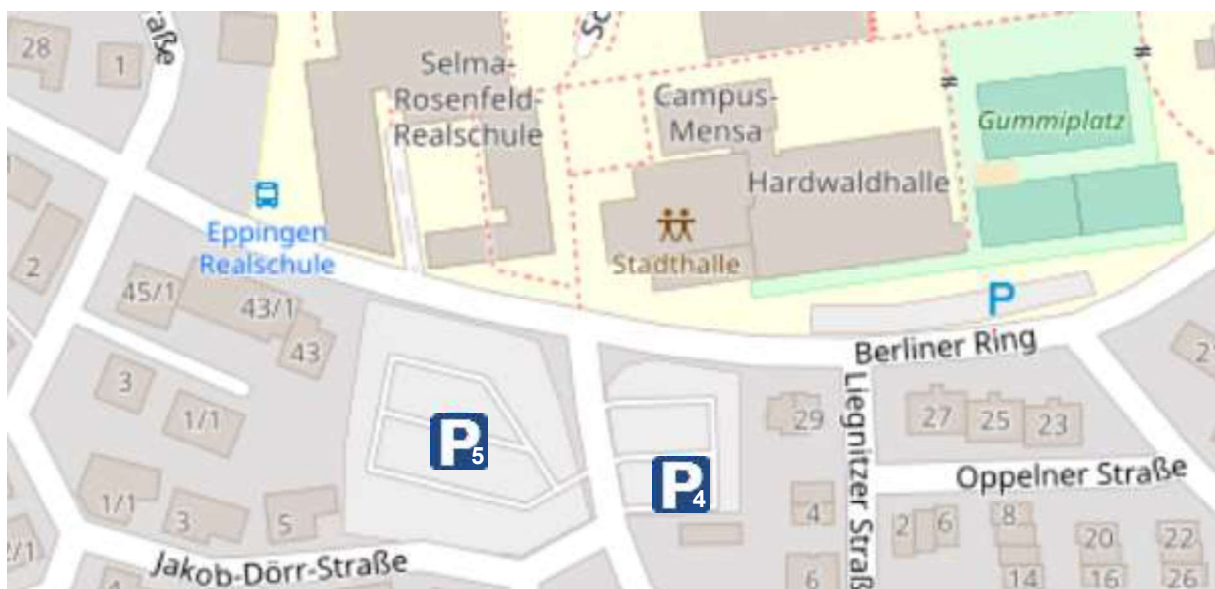 28
1
Selma-
Rosenfeld-
Realschule
Campus-
Mensa
Gummiplatz
Hardwaldhalle
Eppingen
Realschule
Stadthalle
2
45/1
43/1
43
P
Berliner Ring
3
1/1
29
27
25
23
Liegnitzer
P5
P4
Oppelner Straße
1/1
3
5
4
2
6
8
20
22
Jakob-Dörr-Straße
6
14
16
26